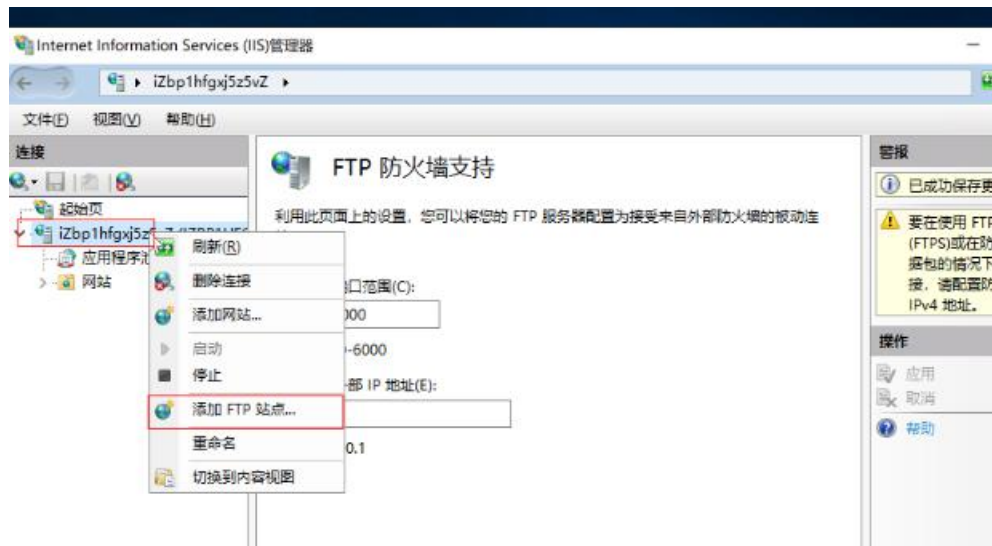 Internet Information Services (IIS)管理器
iZbp1hfgxj5z5vZ
文件(F) 视图(V) 帮助(H)
连接
起始页
iZbp1hfgxj5z
应用程序池
网站
刷新(R)
删除连接
添加网站...
启动
停止
添加 FTP 站点...
重命名
切换到内容视图
FTP 防火墙支持
利用此页面上的设置，您可以将您的 FTP 服务器配置为接受来自外部防火墙的被动连
口范围(C):
000
-6000
部 IP 地址(E):
0.1
警报
已成功保存更
要在使用 FTP
(FTPS)或在防
据包的情况下
接，请配置防
IPv4 地址。
操作
应用
取消
帮助